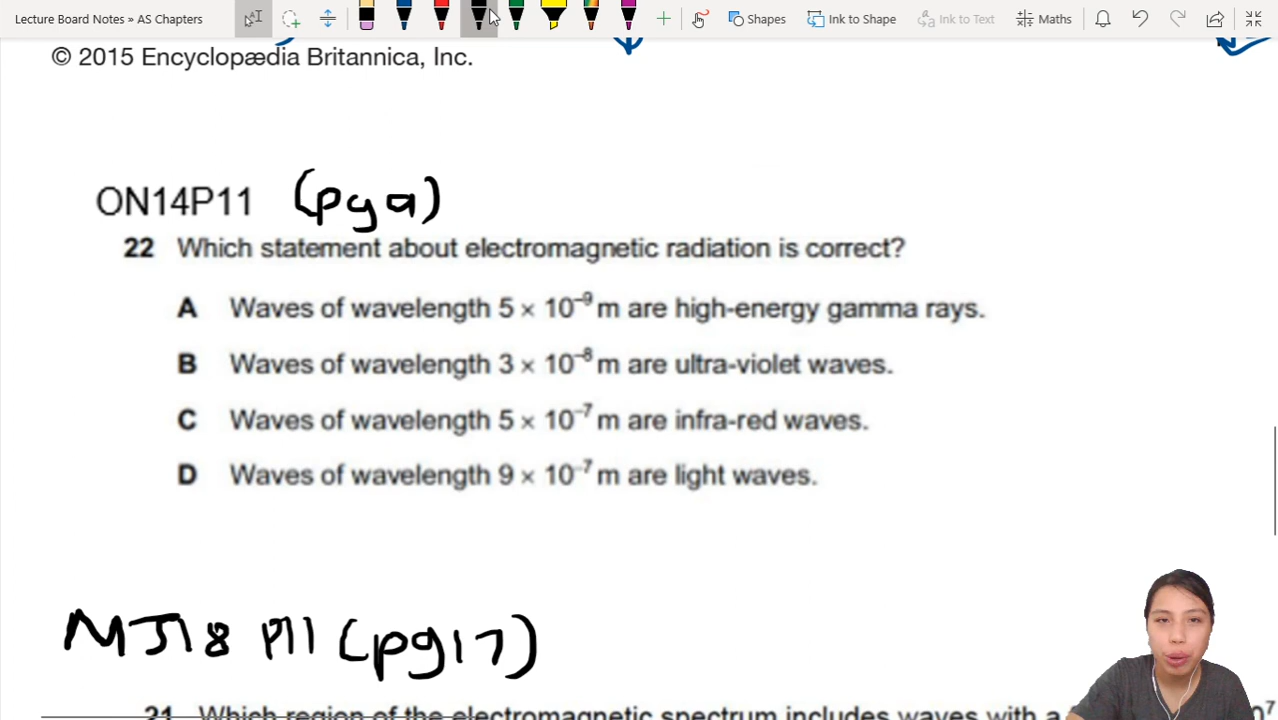 Lecture Board Notes » AS Chapters
Shapes
Ink to Shape
Ink to Text
Maths
© 2015 Encyclopædia Britannica, Inc.
ON14P11 (pg 9)
22 Which statement about electromagnetic radiation is correct?
A Waves of wavelength 5 × 10⁻⁹ m are high-energy gamma rays.
B Waves of wavelength 3 × 10⁻⁸ m are ultra-violet waves.
C Waves of wavelength 5 × 10⁻⁷ m are infra-red waves.
D Waves of wavelength 9 × 10⁻⁷ m are light waves.
MJ18 P11 (pg17)
21 Which region of the electromagnetic spectrum includes waves with a